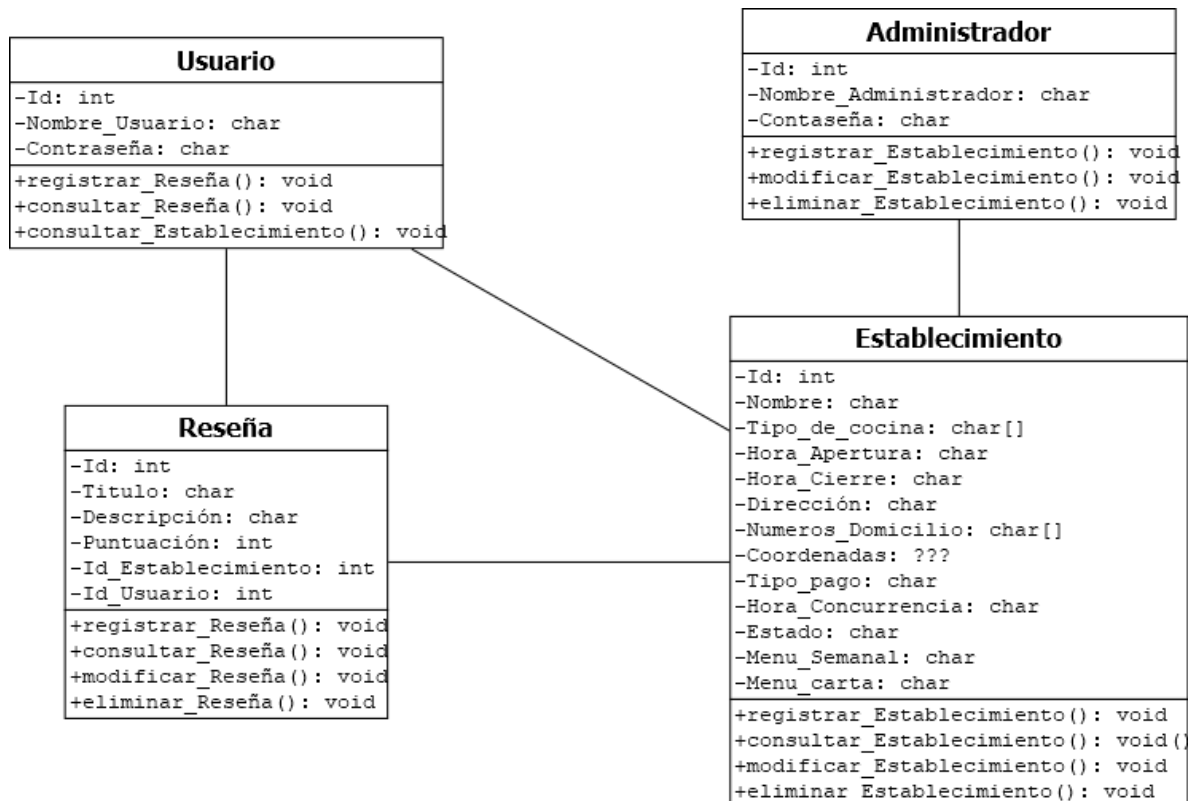 Usuario
-Id: int
-Nombre_Usuario: char
-Contraseña: char
+registrar_Reseña(): void
+consultar_Reseña(): void
+consultar_Establecimiento(): void
Administrador
-Id: int
-Nombre_Administrador: char
-Contaseña: char
+registrar_Establecimiento(): void
+modificar_Establecimiento(): void
+eliminar_Establecimiento(): void
Reseña
-Id: int
-Titulo: char
-Descripción: char
-Puntuación: int
-Id_Establecimiento: int
-Id_Usuario: int
+registrar_Reseña(): void
+consultar_Reseña(): void
+modificar_Reseña(): void
+eliminar_Reseña(): void
Establecimiento
-Id: int
-Nombre: char
-Tipo_de_cocina: char[]
-Hora_Apertura: char
-Hora_Cierre: char
-Dirección: char
-Numeros_Domicilio: char[]
-Coordenadas: ???
-Tipo_pago: char
-Hora_Concurrencia: char
-Estado: char
-Menu_Semanal: char
-Menu_carta: char
+registrar_Establecimiento(): void
+consultar_Establecimiento(): void()
+modificar_Establecimiento(): void
+eliminar_Establecimiento(): void